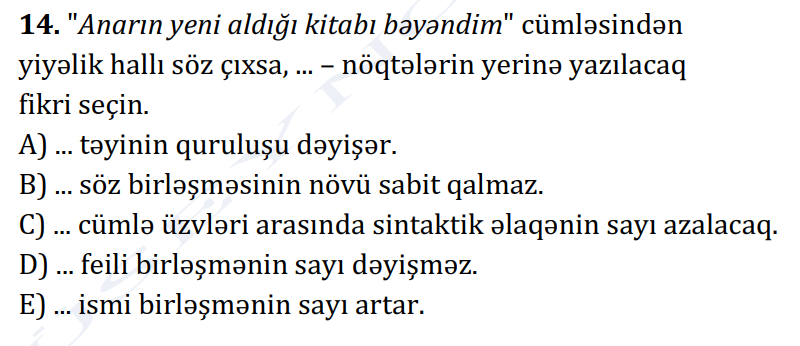 14. "Anarın yeni aldığı kitabı bəyəndim" cümləsindən
yiyəlik hallı söz çıxsa, ... – nöqtələrin yerinə yazılacaq
fikri seçin.
A) ... təyinin quruluşu dəyişər.
B) ... söz birləşməsinin növü sabit qalmaz.
C) ... cümlə üzvləri arasında sintaktik əlaqənin sayı azalacaq.
D) ... feili birləşmənin sayı dəyişməz.
E) ... ismi birləşmənin sayı artar.